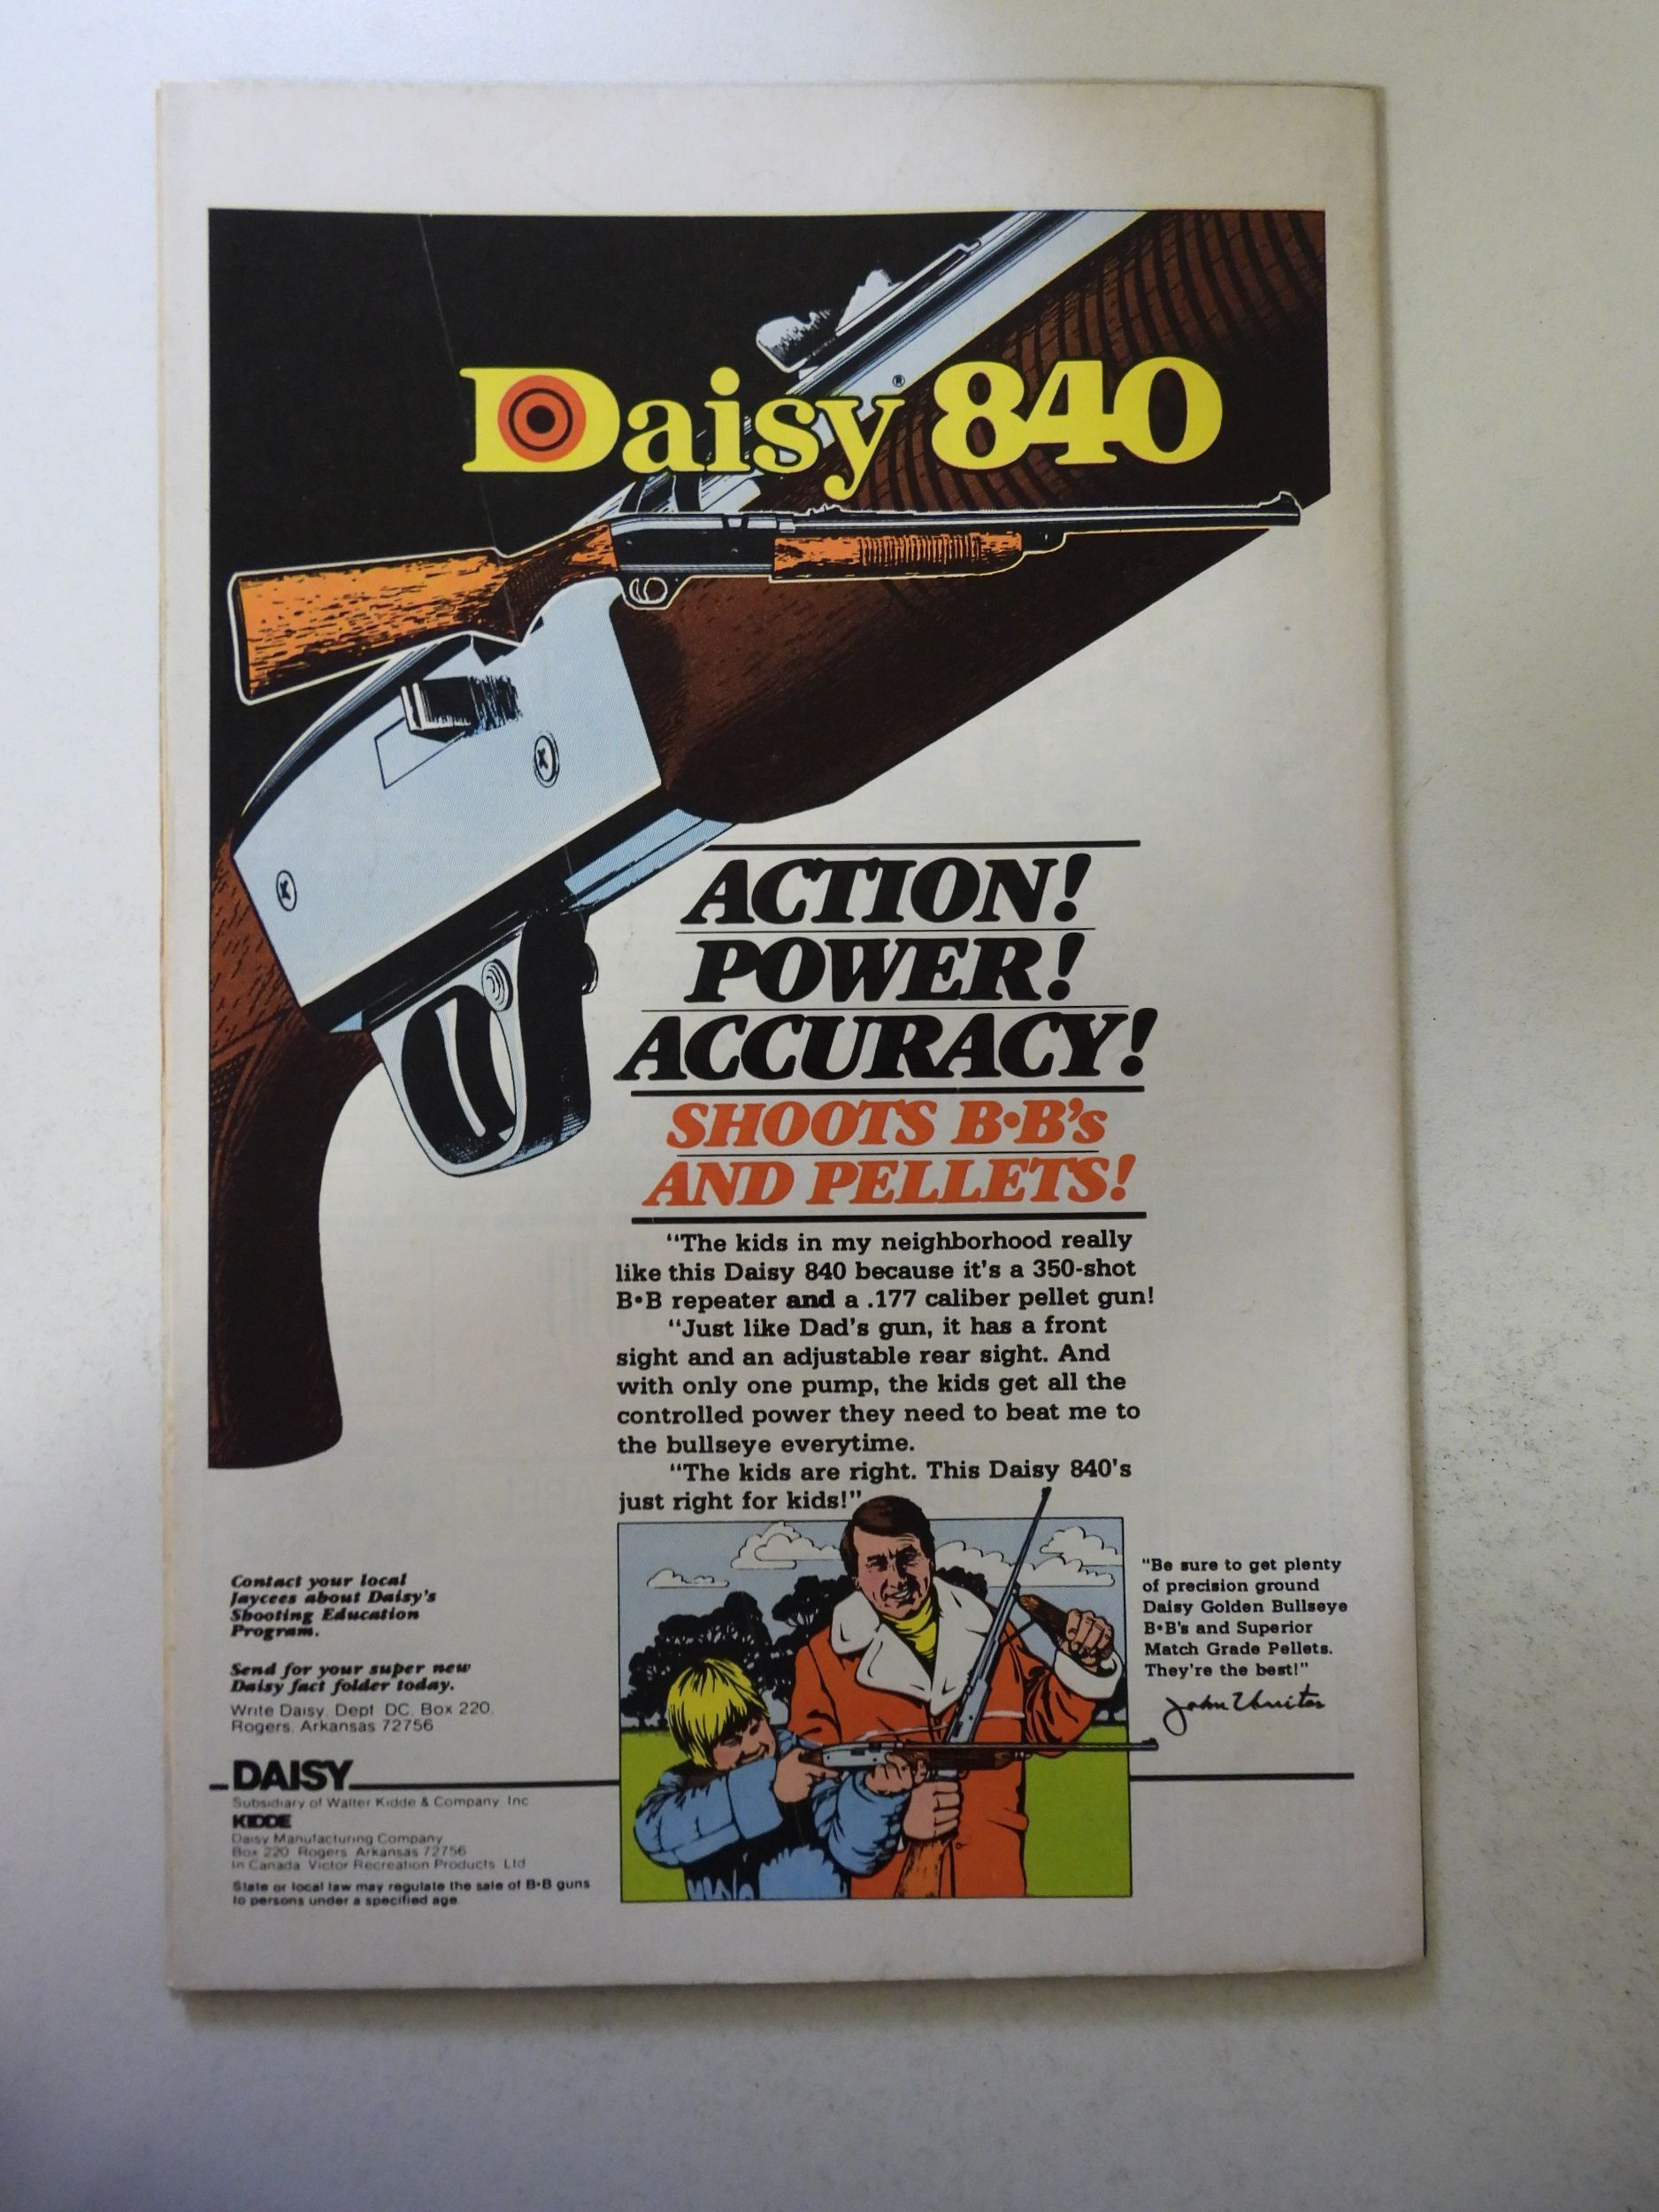 Daisy® 840
ACTION!
POWER!
ACCURACY!
SHOOTS B•B's
AND PELLETS!
"The kids in my neighborhood really
like this Daisy 840 because it's a 350-shot
B•B repeater and a .177 caliber pellet gun!
"Just like Dad's gun, it has a front
sight and an adjustable rear sight. And
with only one pump, the kids get all the
controlled power they need to beat me to
the bullseye everytime.
"The kids are right. This Daisy 840's
just right for kids!"
"Be sure to get plenty
of precision ground
Daisy Golden Bullseye
B•B's and Superior
Match Grade Pellets.
They're the best!"
John Unitas
Contact your local
Jaycees about Daisy's
Shooting Education
Program.
Send for your super new
Daisy fact folder today.
Write Daisy, Dept DC, Box 220,
Rogers, Arkansas 72756
DAISY
Subsidiary of Walter Kidde & Company Inc
KIDDE
Daisy Manufacturing Company
Box 220 Rogers Arkansas 72756
In Canada Victor Recreation Products Ltd
State or local law may regulate the sale of B•B guns
to persons under a specified age.